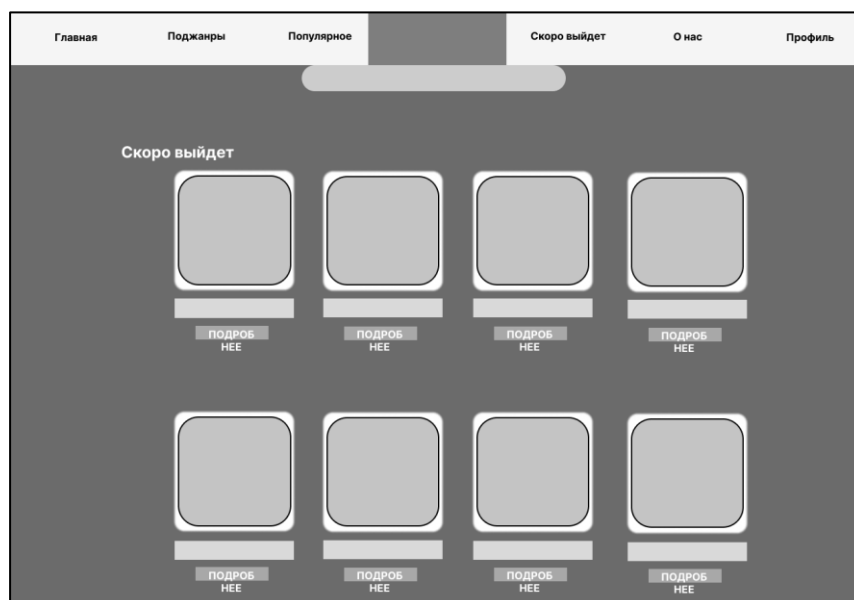 Главная Поджанры Популярное Скоро выйдет О нас Профиль
Скоро выйдет
ПОДРОБ ПОДРОБ ПОДРОБ ПОДРОБ
НЕЕ НЕЕ НЕЕ НЕЕ
ПОДРОБ ПОДРОБ ПОДРОБ ПОДРОБ
НЕЕ НЕЕ НЕЕ НЕЕ